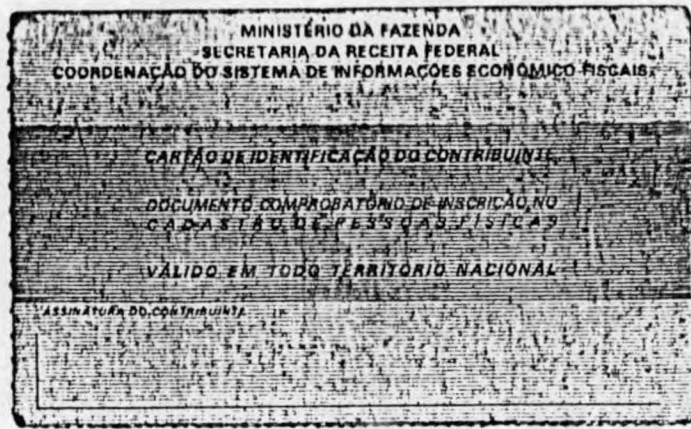 MINISTÉRIO DA FAZENDA
SECRETARIA DA RECEITA FEDERAL
COORDENAÇÃO DO SISTEMA DE INFORMAÇÕES ECONÔMICO-FISCAIS
CARTÃO DE IDENTIFICAÇÃO DO CONTRIBUINTE
DOCUMENTO COMPROBATÓRIO DE INSCRIÇÃO NO
CADASTRO DE PESSOAS FÍSICAS
VÁLIDO EM TODO TERRITÓRIO NACIONAL
ASSINATURA DO CONTRIBUINTE